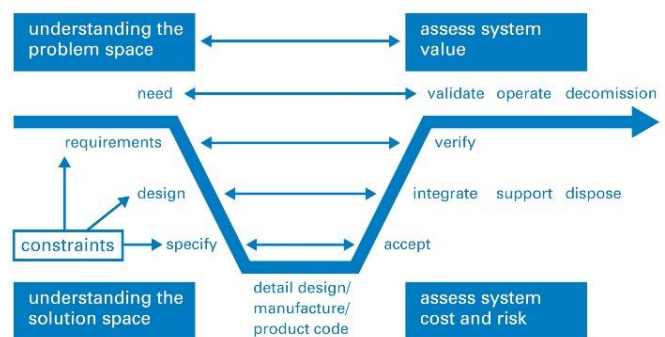 understanding the
problem space
assess system
value
need
validate operate decomission
requirements
verify
design
integrate support dispose
constraints
specify
accept
detail design/
manufacture/
product code
understanding the
solution space
assess system
cost and risk